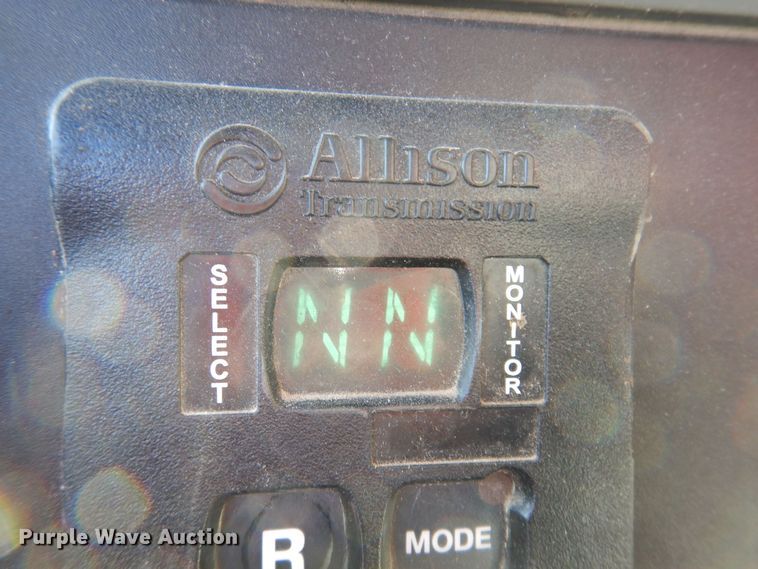 Allison
Transmission
SELECT
NN
MONITOR
R
MODE
Purple Wave Auction